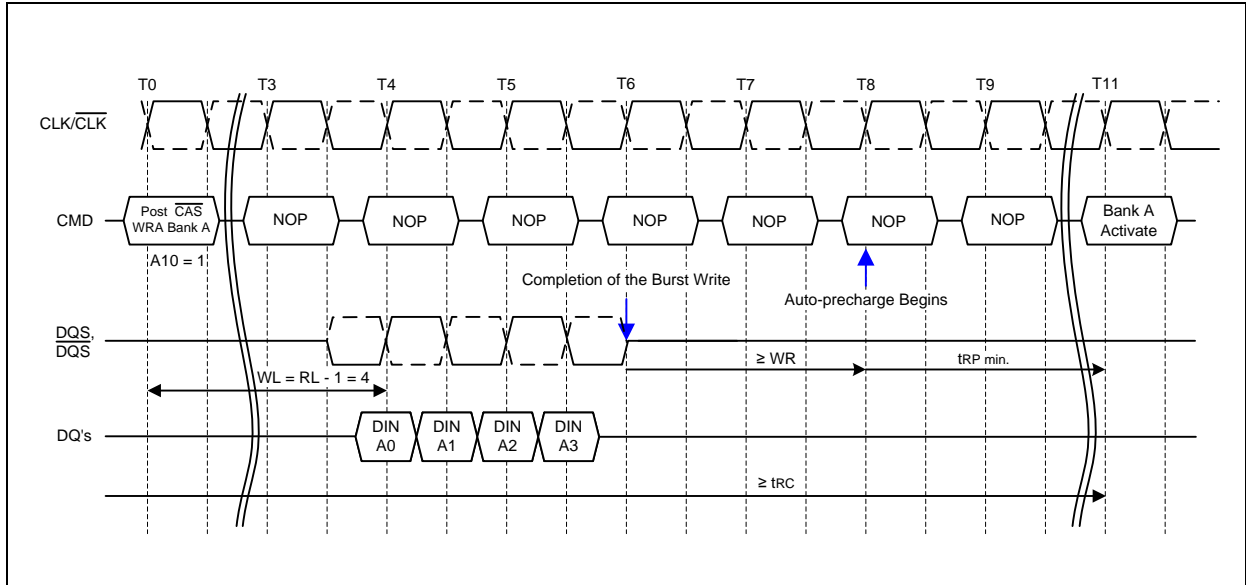 T0 T3 T4 T5 T6 T7 T8 T9 T11
CLK/CLK
CMD
Post CAS
WRA Bank A
NOP NOP NOP NOP NOP NOP NOP
Bank A
Activate
A10 = 1
Completion of the Burst Write
Auto-precharge Begins
DQS,
DQS
≥ WR
tRP min.
WL = RL - 1 = 4
DQ's
DIN
A0
DIN
A1
DIN
A2
DIN
A3
≥ tRC